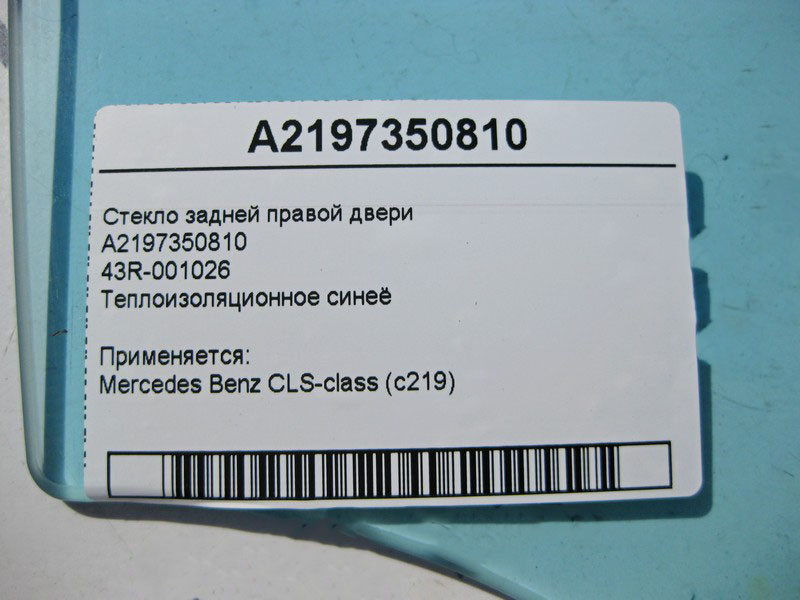 A2197350810
Стекло задней правой двери
A2197350810
43R-001026
Теплоизоляционное синеё
Применяется:
Mercedes Benz CLS-class (c219)